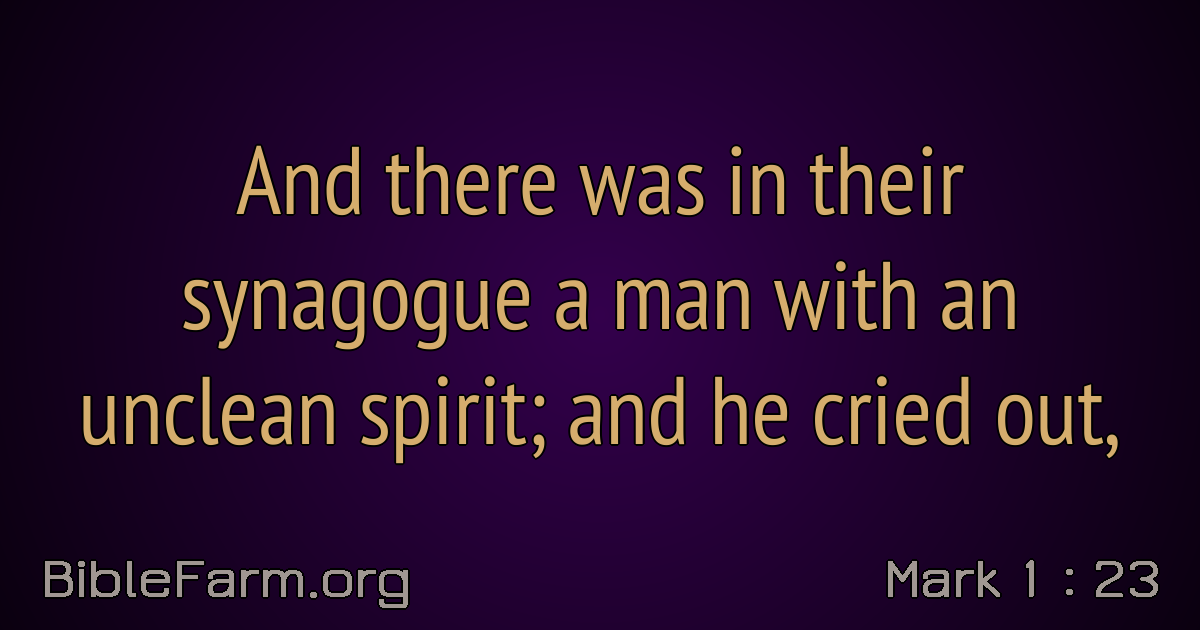 And there was in their
synagogue a man with an
unclean spirit; and he cried out,
BibleFarm.org
Mark 1 : 23